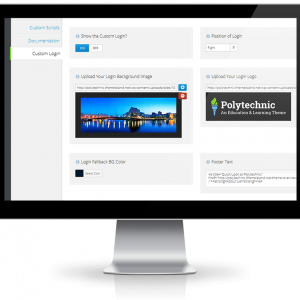 Custom Scripts
Documentation
Custom Login
Show the Custom Login?
Position of Login
Right
Upload Your Login Background Image
Upload Your Login Logo
Polytechnic
An Education & Learning Theme
Login Fallback BG Color
Select Color
Footer Text